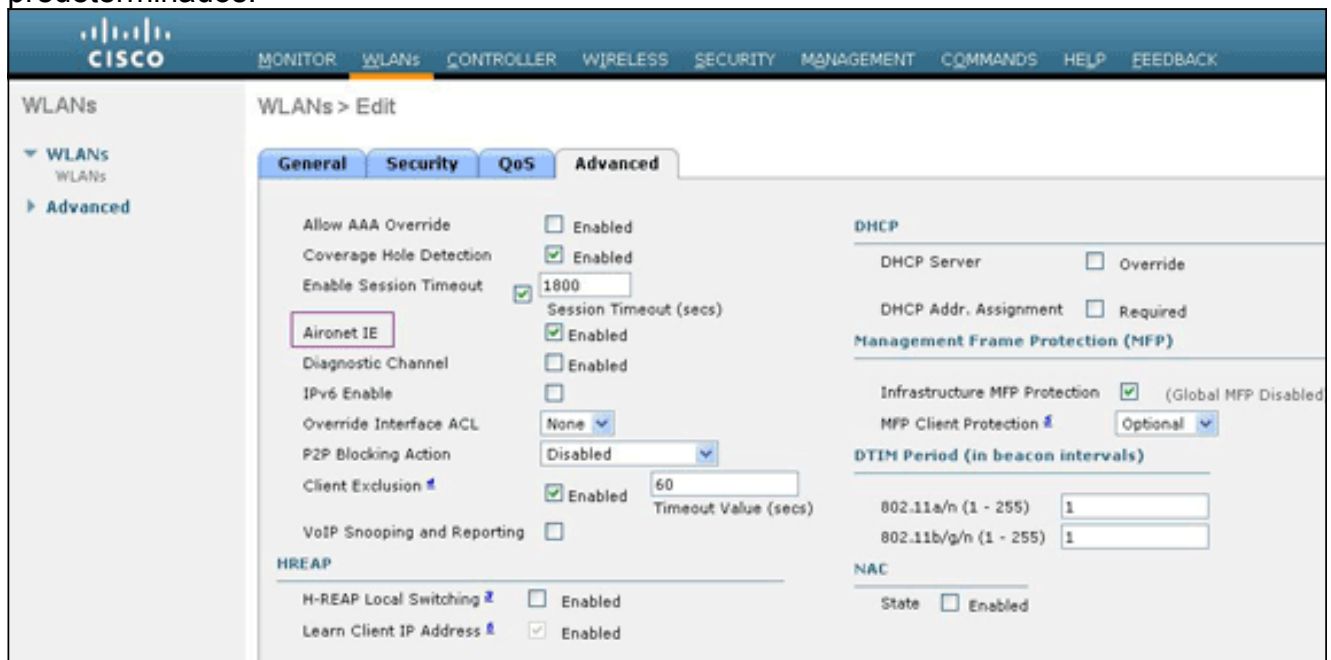 predeterminados.
CISCO
MONITOR WLANs CONTROLLER WIRELESS SECURITY MANAGEMENT COMMANDS HELP FEEDBACK
WLANs
WLANs
WLANs
Advanced
WLANs > Edit
General Security QoS Advanced
Allow AAA Override Enabled
Coverage Hole Detection Enabled
Enable Session Timeout 1800
Session Timeout (secs)
Aironet IE Enabled
Diagnostic Channel Enabled
IPv6 Enable
Override Interface ACL None
P2P Blocking Action Disabled
Client Exclusion Enabled 60
Timeout Value (secs)
VoIP Snooping and Reporting
HREAP
H-REAP Local Switching 2 Enabled
Learn Client IP Address Enabled
DHCP
DHCP Server Override
DHCP Addr. Assignment Required
Management Frame Protection (MFP)
Infrastructure MFP Protection (Global MFP Disabled
MFP Client Protection Optional
DTIM Period (in beacon intervals)
802.11a/n (1 - 255) 1
802.11b/g/n (1 - 255) 1
NAC
State Enabled